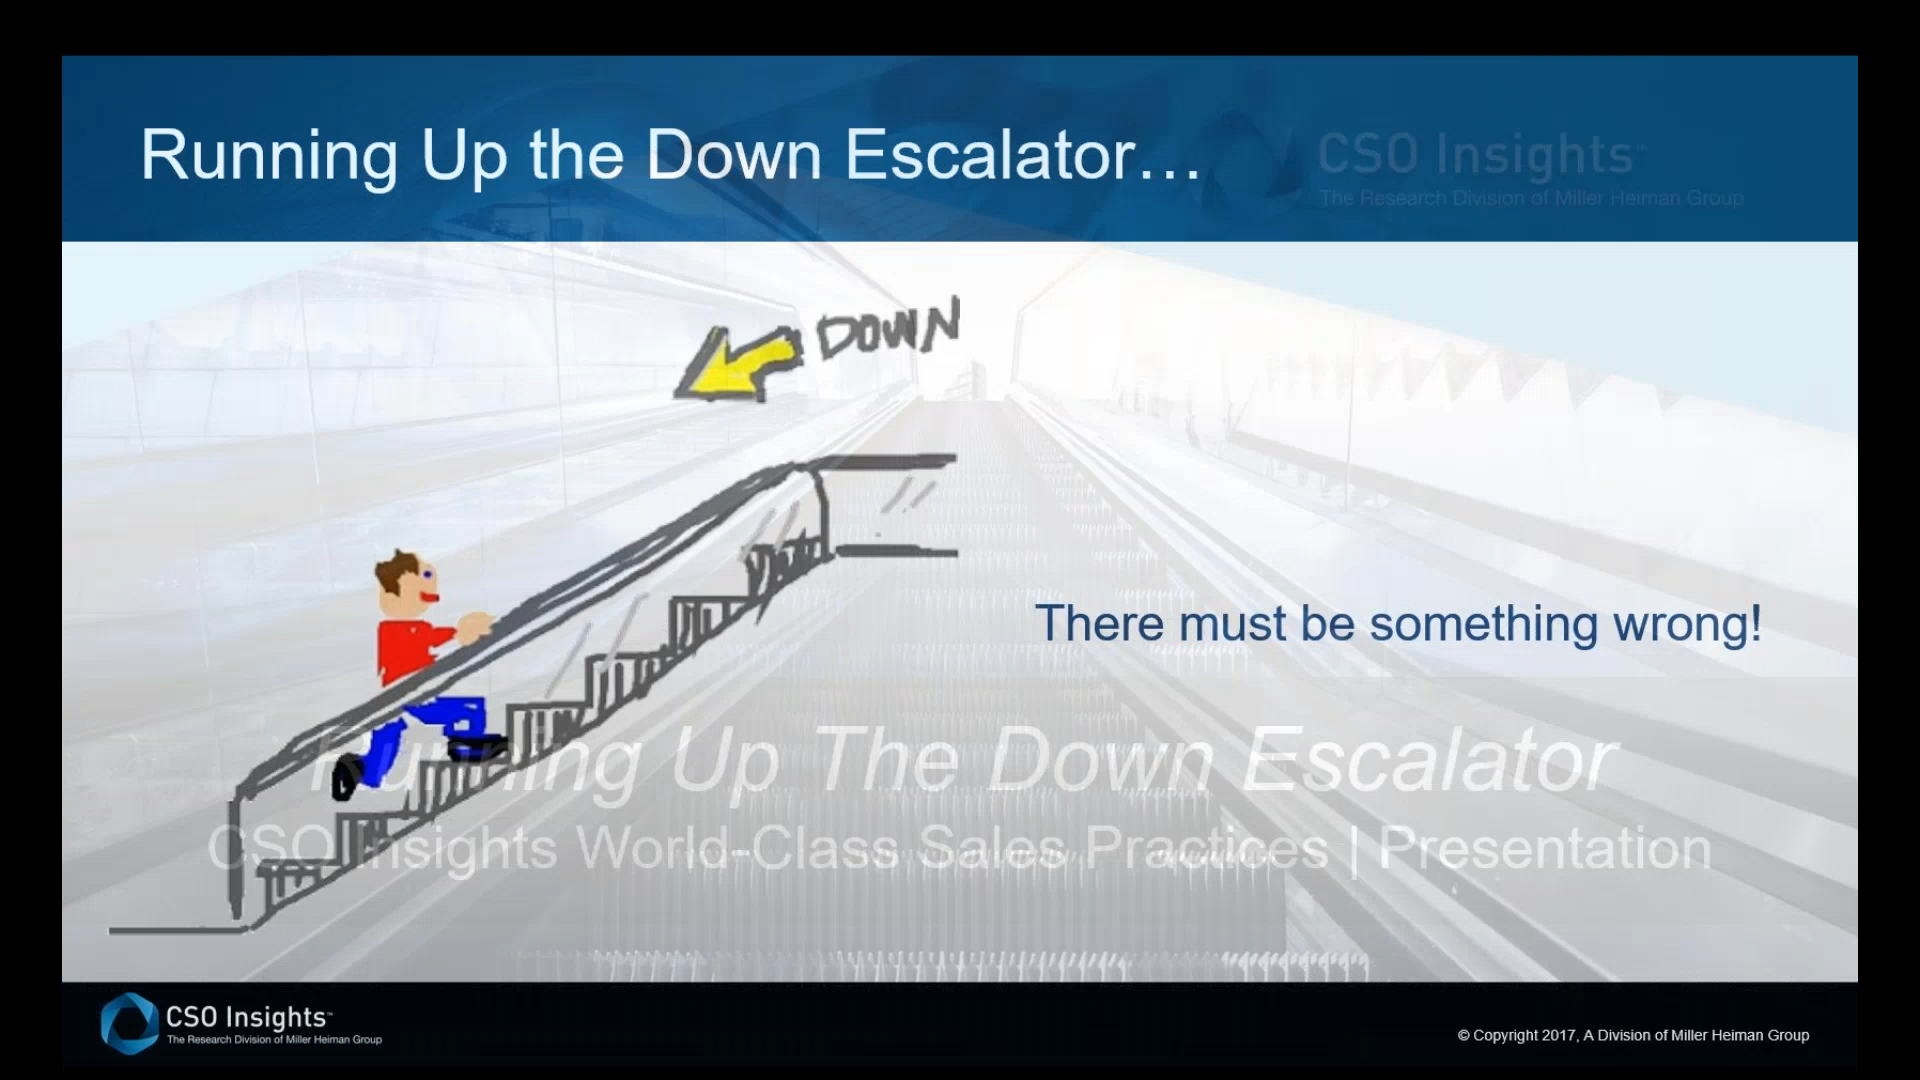 Running Up the Down Escalator…
CSO Insights™
The Research Division of Miller Heiman Group
DOWN
There must be something wrong!
Running Up The Down Escalator
CSO Insights World-Class Sales Practices | Presentation
CSO Insights™
The Research Division of Miller Heiman Group
© Copyright 2017, A Division of Miller Heiman Group